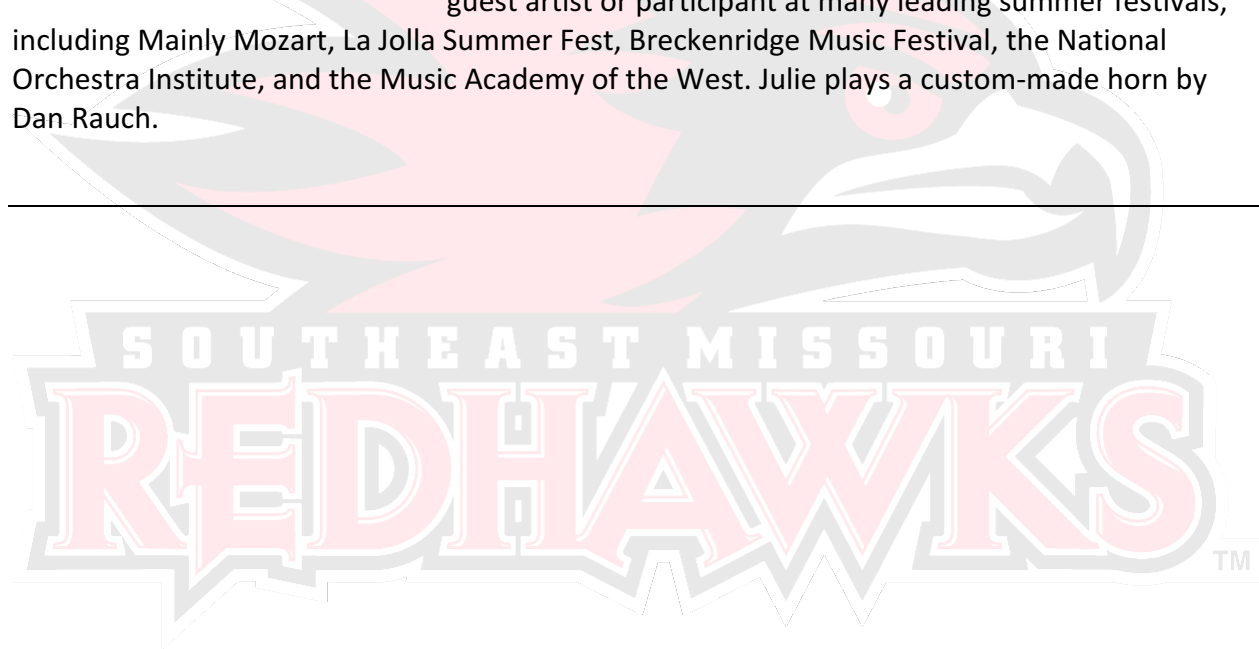 guest artist or participant at many leading summer festivals,
including Mainly Mozart, La Jolla Summer Fest, Breckenridge Music Festival, the National
Orchestra Institute, and the Music Academy of the West. Julie plays a custom-made horn by
Dan Rauch.
SOUTHEAST MISSOURI
REDHAWKS
TM